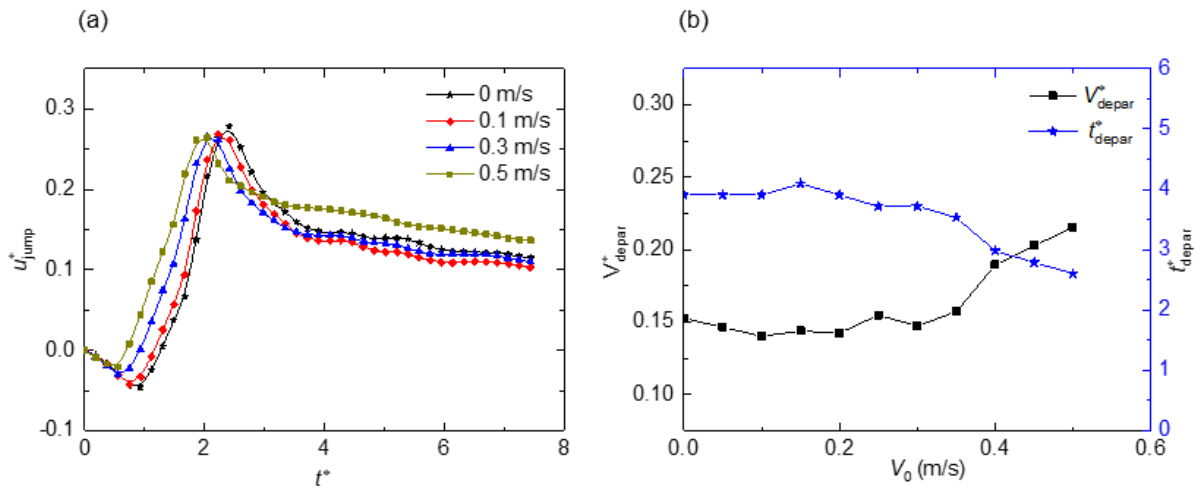 (a)
0.3
0.2
0.1
0.0
-0.1
u*jump
0 m/s
0.1 m/s
0.3 m/s
0.5 m/s
0 2 4 6 8
t*
(b)
0.30
0.25
0.20
0.15
0.10
V*depar
V*depar
t*depar
6
5
4
3
2
1
0
t*depar
0.0 0.2 0.4 0.6
V0 (m/s)